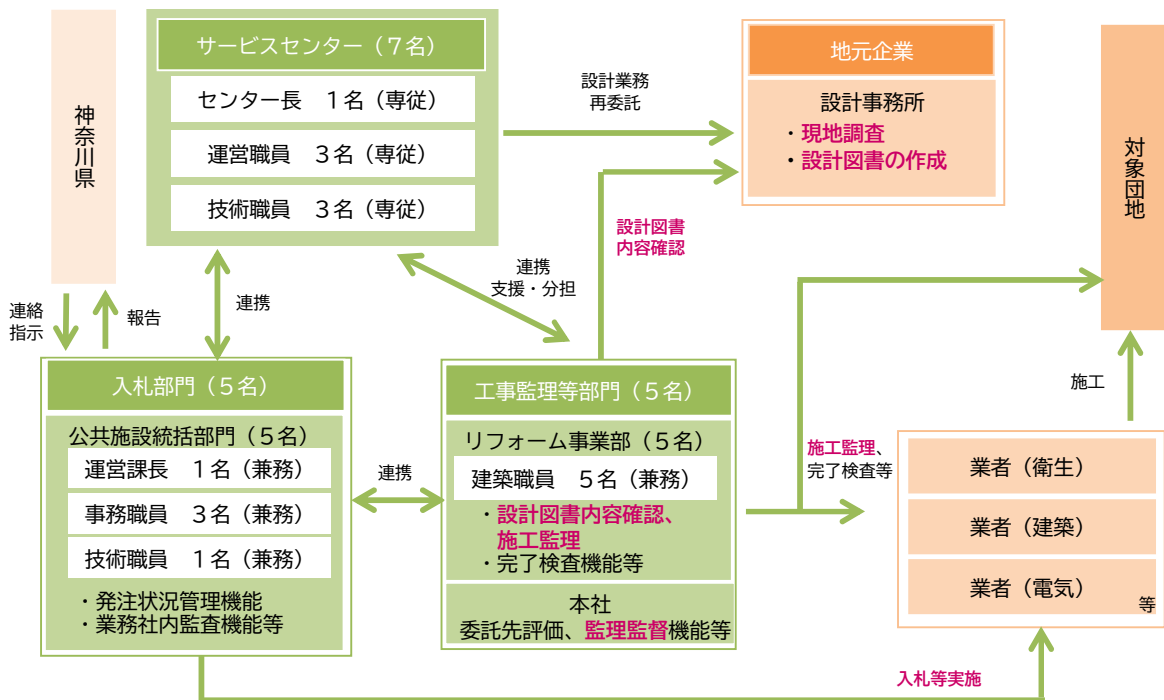 神奈川県
サービスセンター（７名）
センター長　１名（専従）
運営職員　３名（専従）
技術職員　３名（専従）
設計業務
再委託
地元企業
設計事務所
・現地調査
・設計図書の作成
対象団地
設計図書
内容確認
連携
支援・分担
連携
連絡
指示
報告
入札部門（５名）
公共施設統括部門（５名）
運営課長　１名（兼務）
事務職員　３名（兼務）
技術職員　１名（兼務）
・発注状況管理機能
・業務社内監査機能等
連携
工事監理等部門（５名）
リフォーム事業部（５名）
建築職員　５名（兼務）
・設計図書内容確認、
施工監理
・完了検査機能等
本社
委託先評価、監理監督機能等
施工監理、
完了検査等
施工
業者（衛生）
業者（建築）
業者（電気）
等
入札等実施